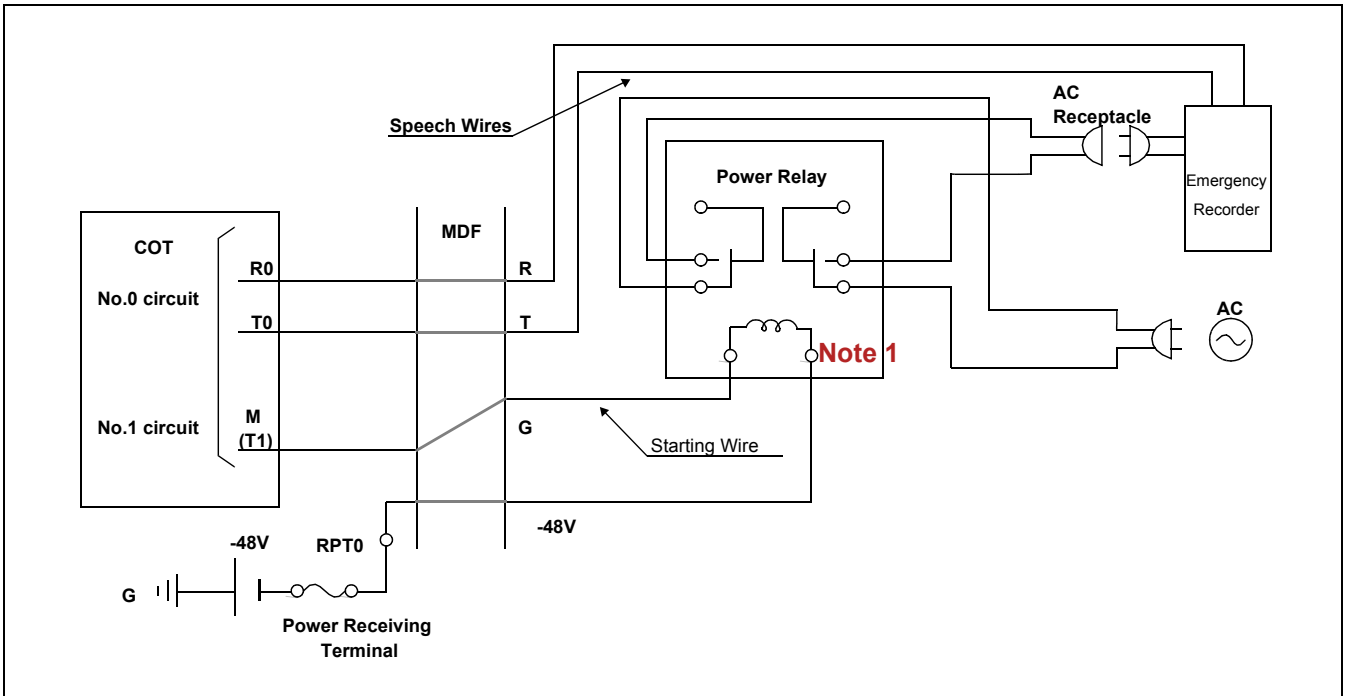 AC
Receptacle
Speech Wires
Power Relay
Emergency
Recorder
MDF
COT
R0
R
No.0 circuit
T0
T
AC
Note 1
M
(T1)
No.1 circuit
G
Starting Wire
-48V
-48V
RPT0
G
Power Receiving
Terminal